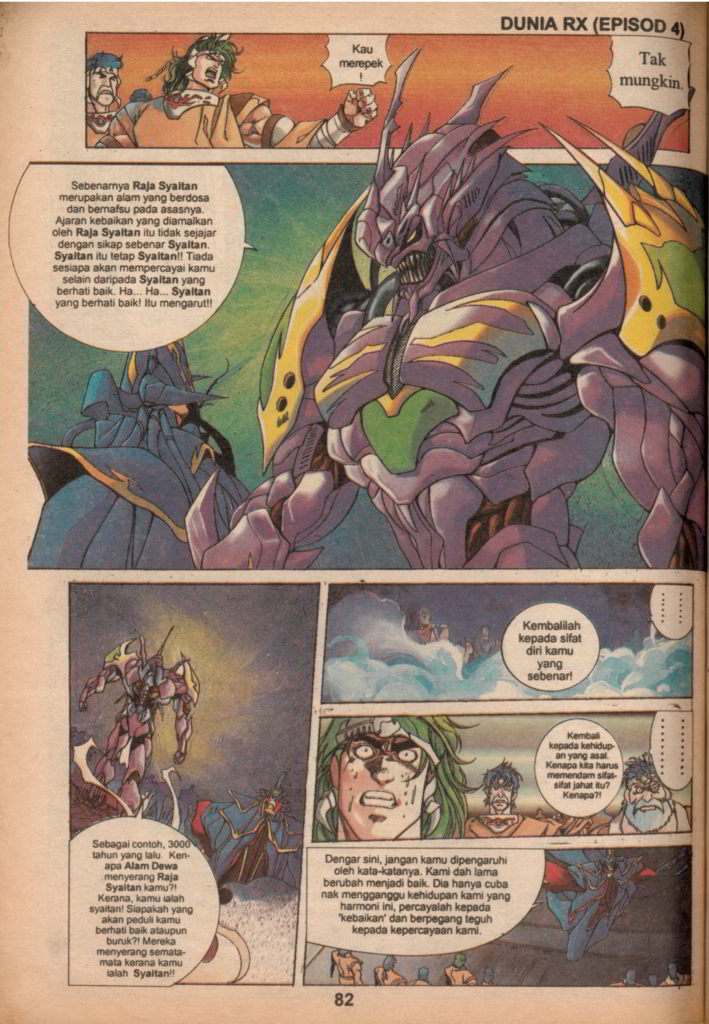 DUNIA RX (EPISOD 4)
Kau
merepek
!
Tak
mungkin.
Sebenarnya Raja Syaitan
merupakan alam yang berdosa
dan bernafsu pada asasnya.
Ajaran kebaikan yang diamalkan
oleh Raja Syaitan itu tidak sejajar
dengan sikap sebenar Syaitan.
Syaitan itu tetap Syaitan!! Tiada
sesiapa akan mempercayai kamu
selain daripada Syaitan yang
berhati baik. Ha... Ha... Syaitan
yang berhati baik! Itu mengarut!!
Sebagai contoh, 3000
tahun yang lalu. Ken-
apa Alam Dewa
menyerang Raja
Syaitan kamu?!
Kerana, kamu ialah
syaitan! Siapakah yang
akan peduli kamu
berhati baik ataupun
buruk?! Mereka
menyerang semata-
mata kerana kamu
ialah Syaitan!!
Kembalilah
kepada sifat
diri kamu
yang
sebenar!
Kembali
kepada kehidup-
an yang asal.
Kenapa kita harus
memendam sifat-
sifat jahat itu?
Kenapa?!
Dengar sini, jangan kamu dipengaruhi
oleh kata-katanya. Kami dah lama
berubah menjadi baik. Dia hanya cuba
nak mengganggu kehidupan kami yang
harmoni ini, percayalah kepada
'kebaikan' dan berpegang teguh
kepada kepercayaan kami.
82